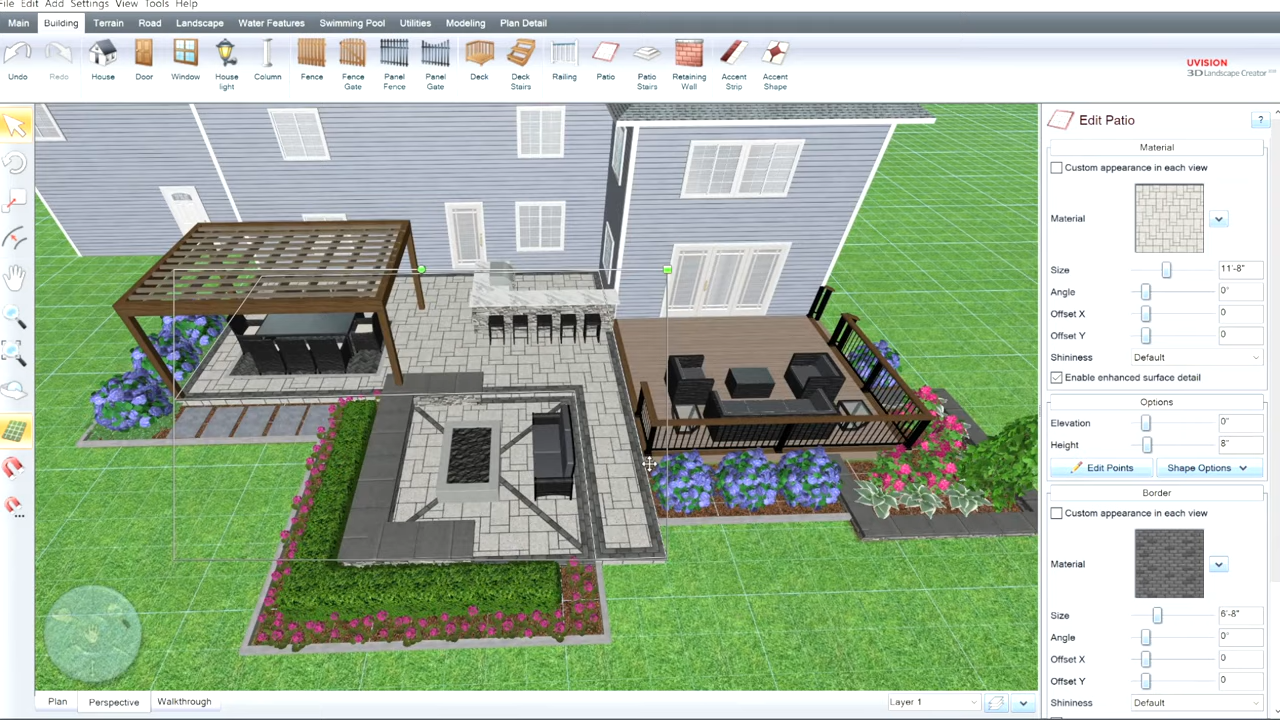 File Edit Add Settings View Tools Help
Main Building Terrain Road Landscape Water Features Swimming Pool Utilities Modeling Plan Detail
Undo Redo House Door Window House light Column Fence Fence Gate Panel Fence Panel Gate Deck Deck Stairs Railing Patio Patio Stairs Retaining Wall Accent Strip Accent Shape
UVISION
3D Landscape Creator
Edit Patio ?
Material
Custom appearance in each view
Material
Size 11'-8"
Angle 0°
Offset X 0
Offset Y 0
Shininess Default
Enable enhanced surface detail
Options
Elevation 0"
Height 8"
Edit Points Shape Options
Border
Custom appearance in each view
Material
Size 6'-8"
Angle 0°
Offset X 0
Offset Y 0
Shininess Default
Plan Perspective Walkthrough Layer 1